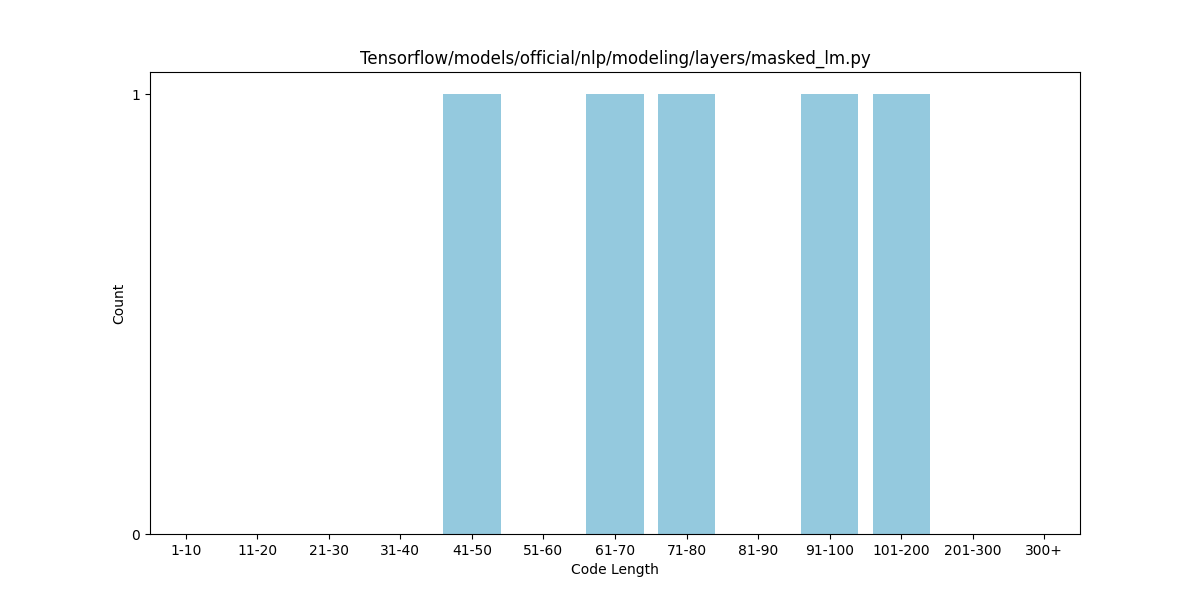 Tensorflow/models/official/nlp/modeling/layers/masked_lm.py
1
Count
0
1-10 11-20 21-30 31-40 41-50 51-60 61-70 71-80 81-90 91-100 101-200 201-300 300+
Code Length